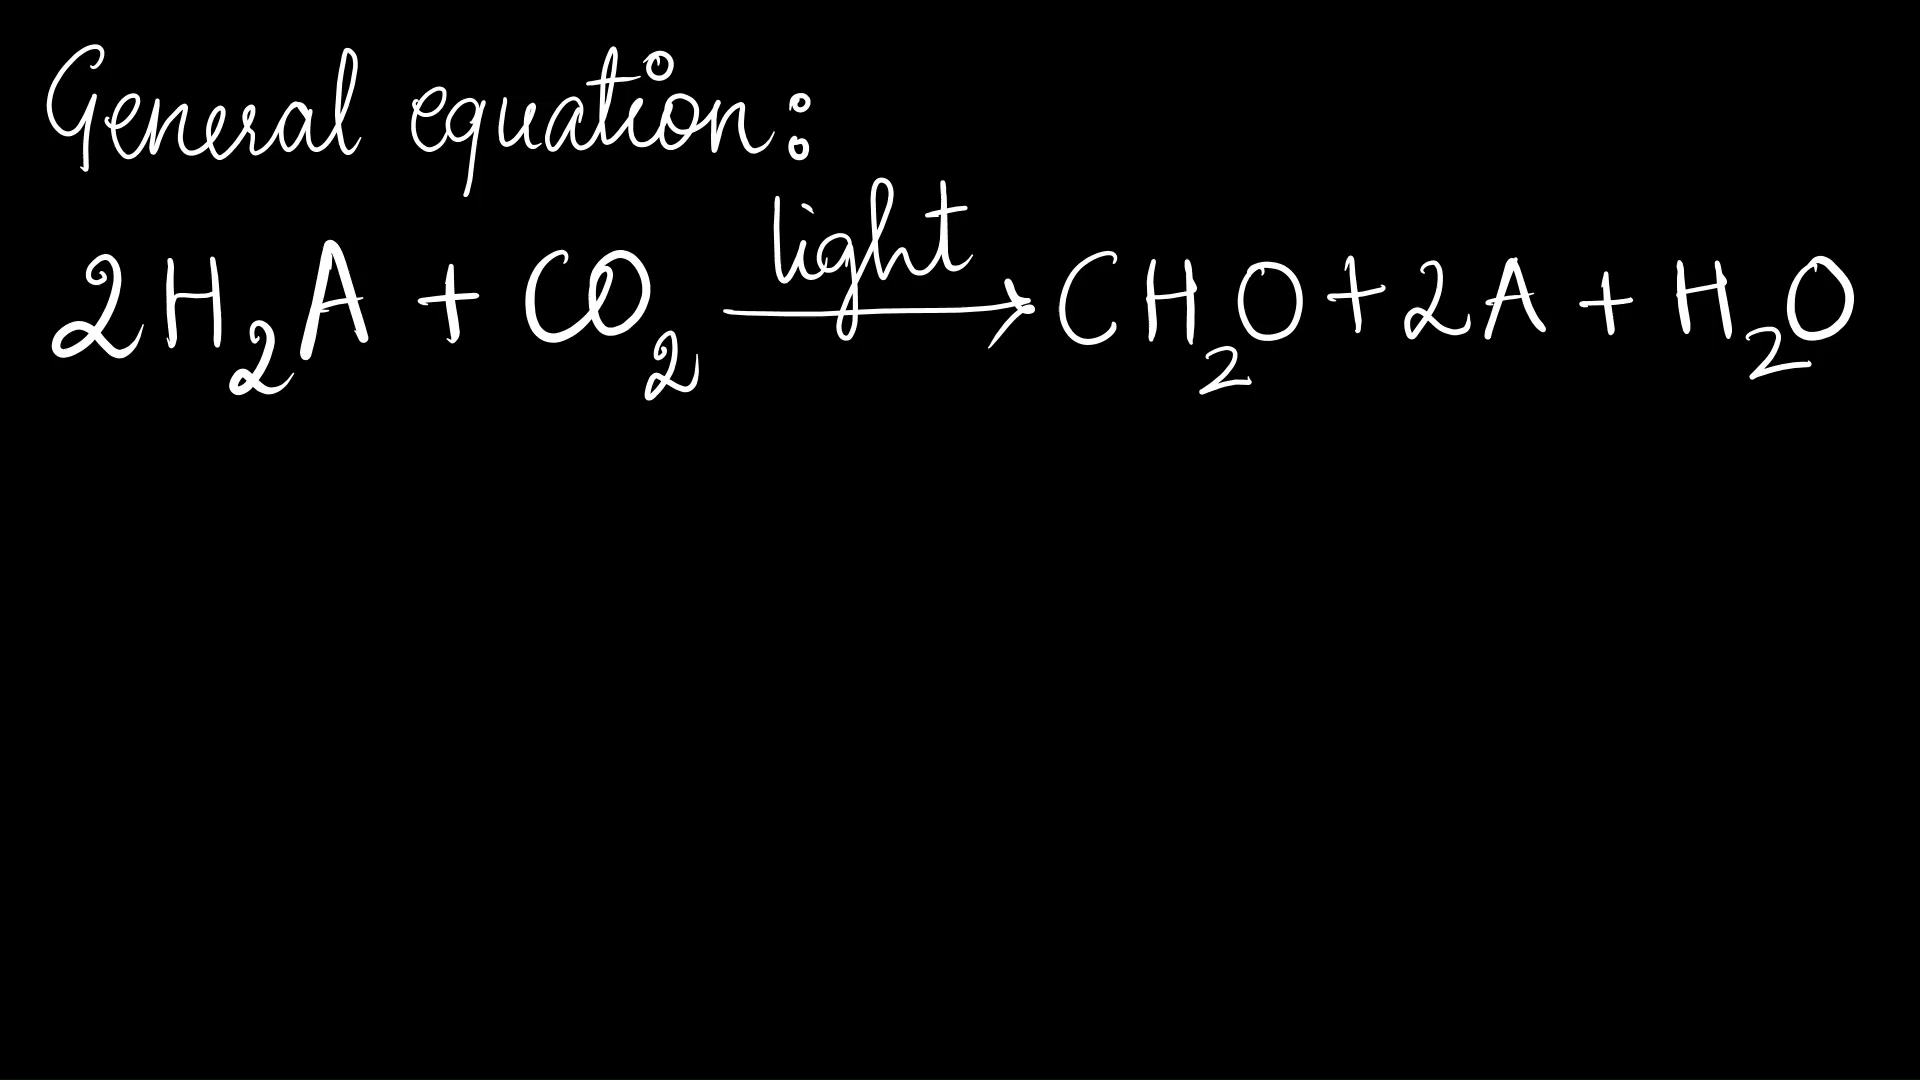 General equation:
2H₂A + CO₂ light → CH₂O + 2A + H₂O